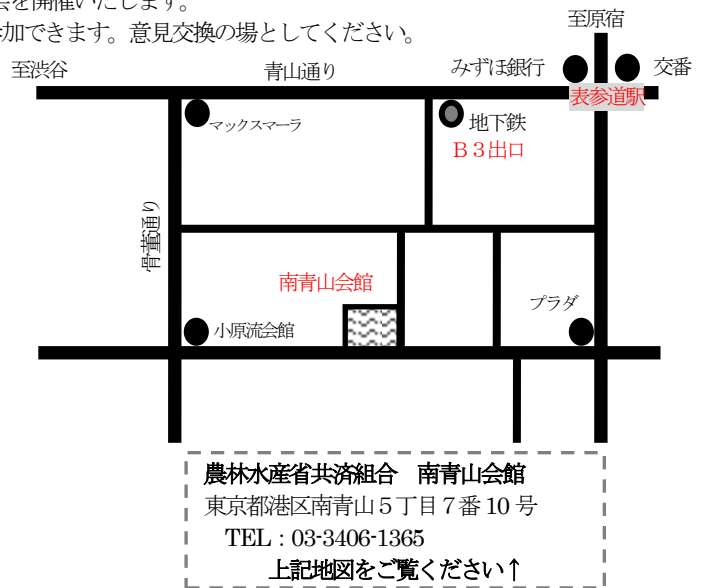 会を開催いたします。
参加できます。意見交換の場としてください。
至原宿
至渋谷
青山通り
みずほ銀行
交番
表参道駅
マックスマーラ
地下鉄
B3出口
骨董通り
南青山会館
プラダ
小原流会館
農林水産省共済組合　南青山会館
東京都港区南青山5丁目7番10号
TEL:03-3406-1365
上記地図をご覧ください↑